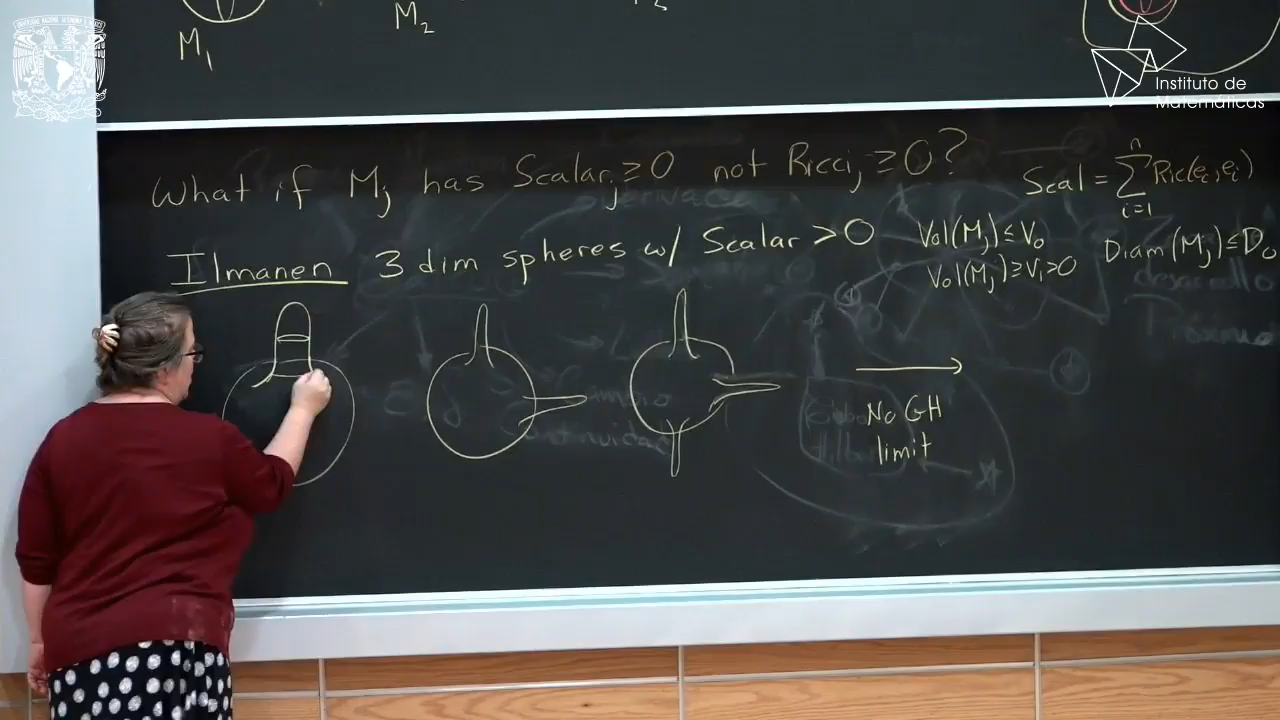 M₁
M₂
Instituto de
Matemáticas
What if Mⱼ has Scalarⱼ ≥ 0 not Ricciⱼ ≥ 0?
Scal = Σⁿᵢ₌₁ Ric(eᵢ, eᵢ)
Ilmanen 3 dim spheres w/ Scalar > 0
Vol(Mⱼ) ≤ V₀
Vol(Mⱼ) ≥ V₁ > 0
Diam(Mⱼ) ≤ D₀
No GH
limit